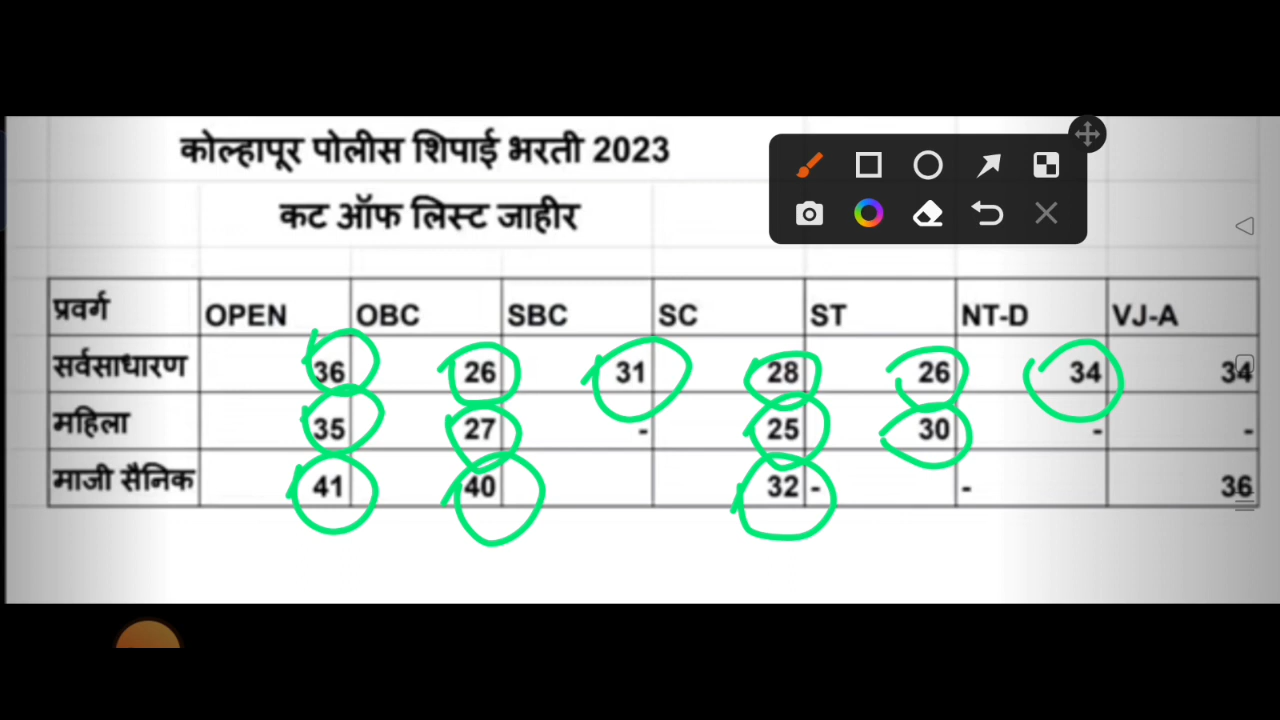 कोल्हापूर पोलीस शिपाई भरती 2023
कट ऑफ लिस्ट जाहीर
प्रवर्ग OPEN OBC SBC SC ST NT-D VJ-A
सर्वसाधारण 36 26 31 28 26 34 34
महिला 35 27 - 25 30 - -
माजी सैनिक 41 40 32 - - 36